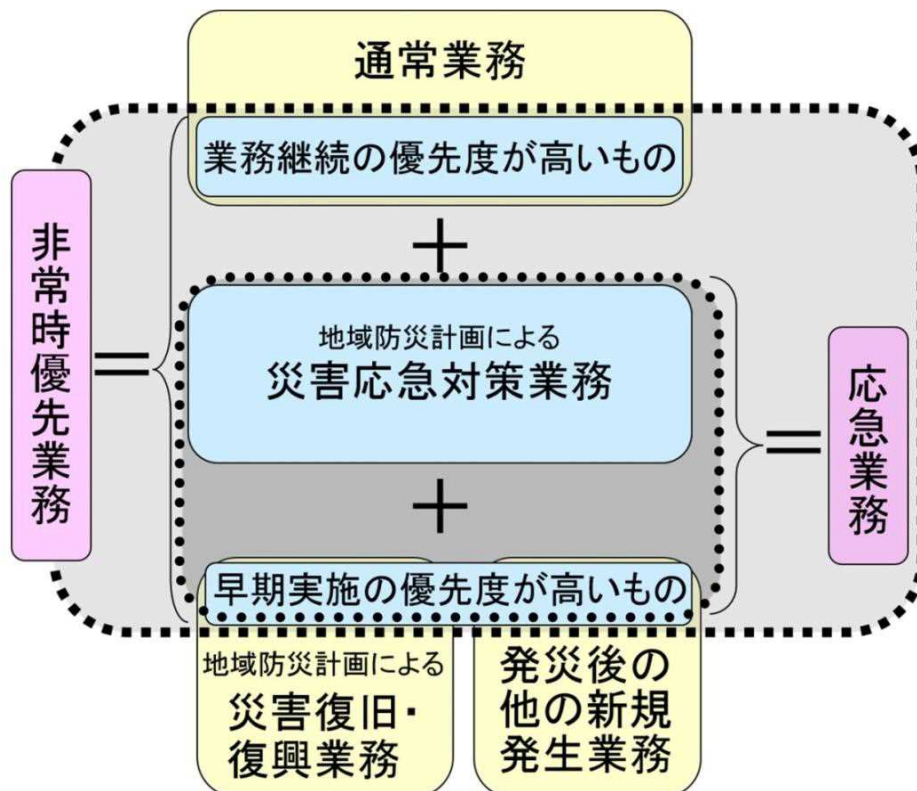 通常業務
業務継続の優先度が高いもの
＋
非常時優先業務
＝
地域防災計画による
災害応急対策業務
＝
応急業務
＋
早期実施の優先度が高いもの
地域防災計画による
災害復旧・
復興業務
発災後の
他の新規
発生業務